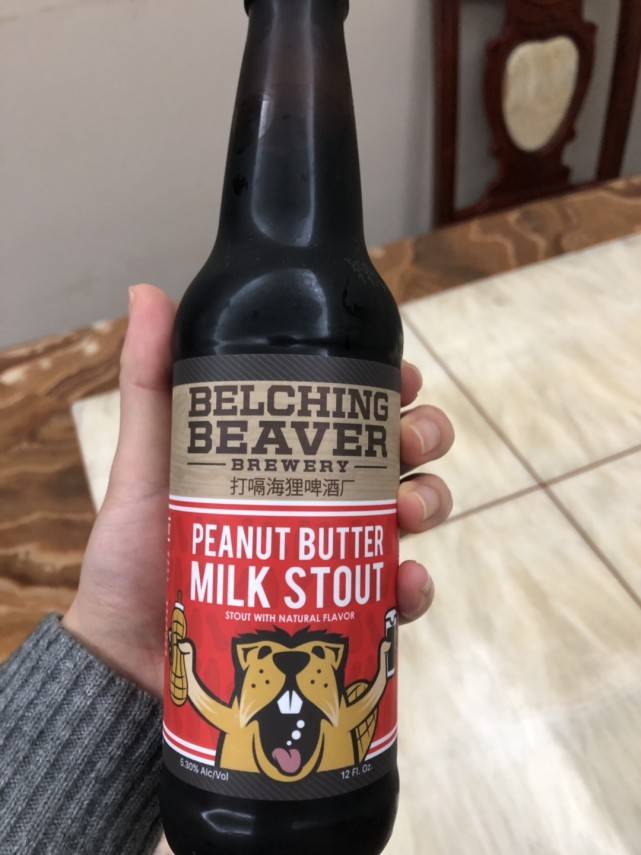 BELCHING
BEAVER
BREWERY
打嗝海狸啤酒厂
PEANUT BUTTER
MILK STOUT
STOUT WITH NATURAL FLAVOR
5.30% Alc/Vol
12 Fl. Oz.